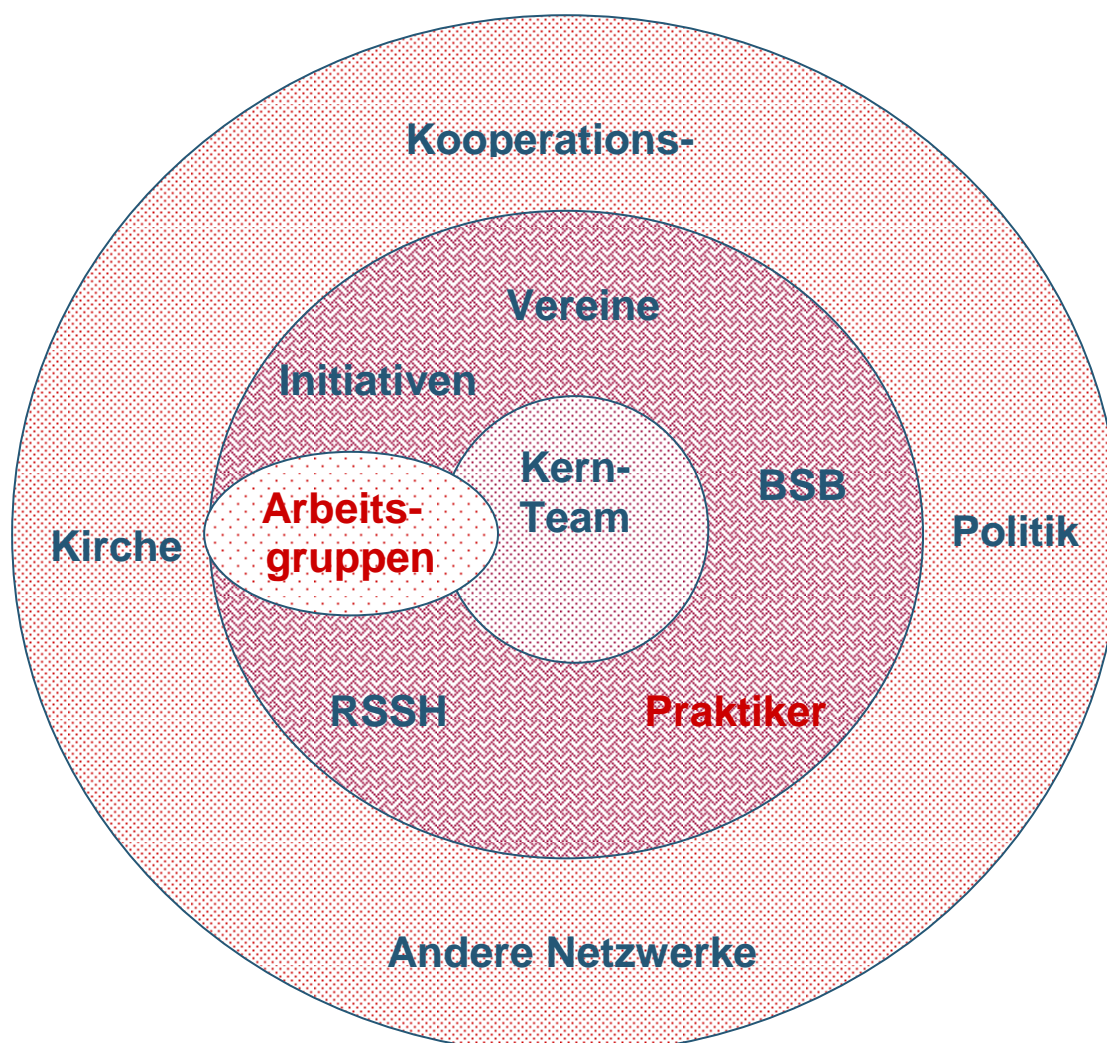 Kooperations-
Vereine
Initiativen
Kern-
Team
BSB
Arbeits-
gruppen
Kirche
Politik
RSSH
Praktiker
Andere Netzwerke